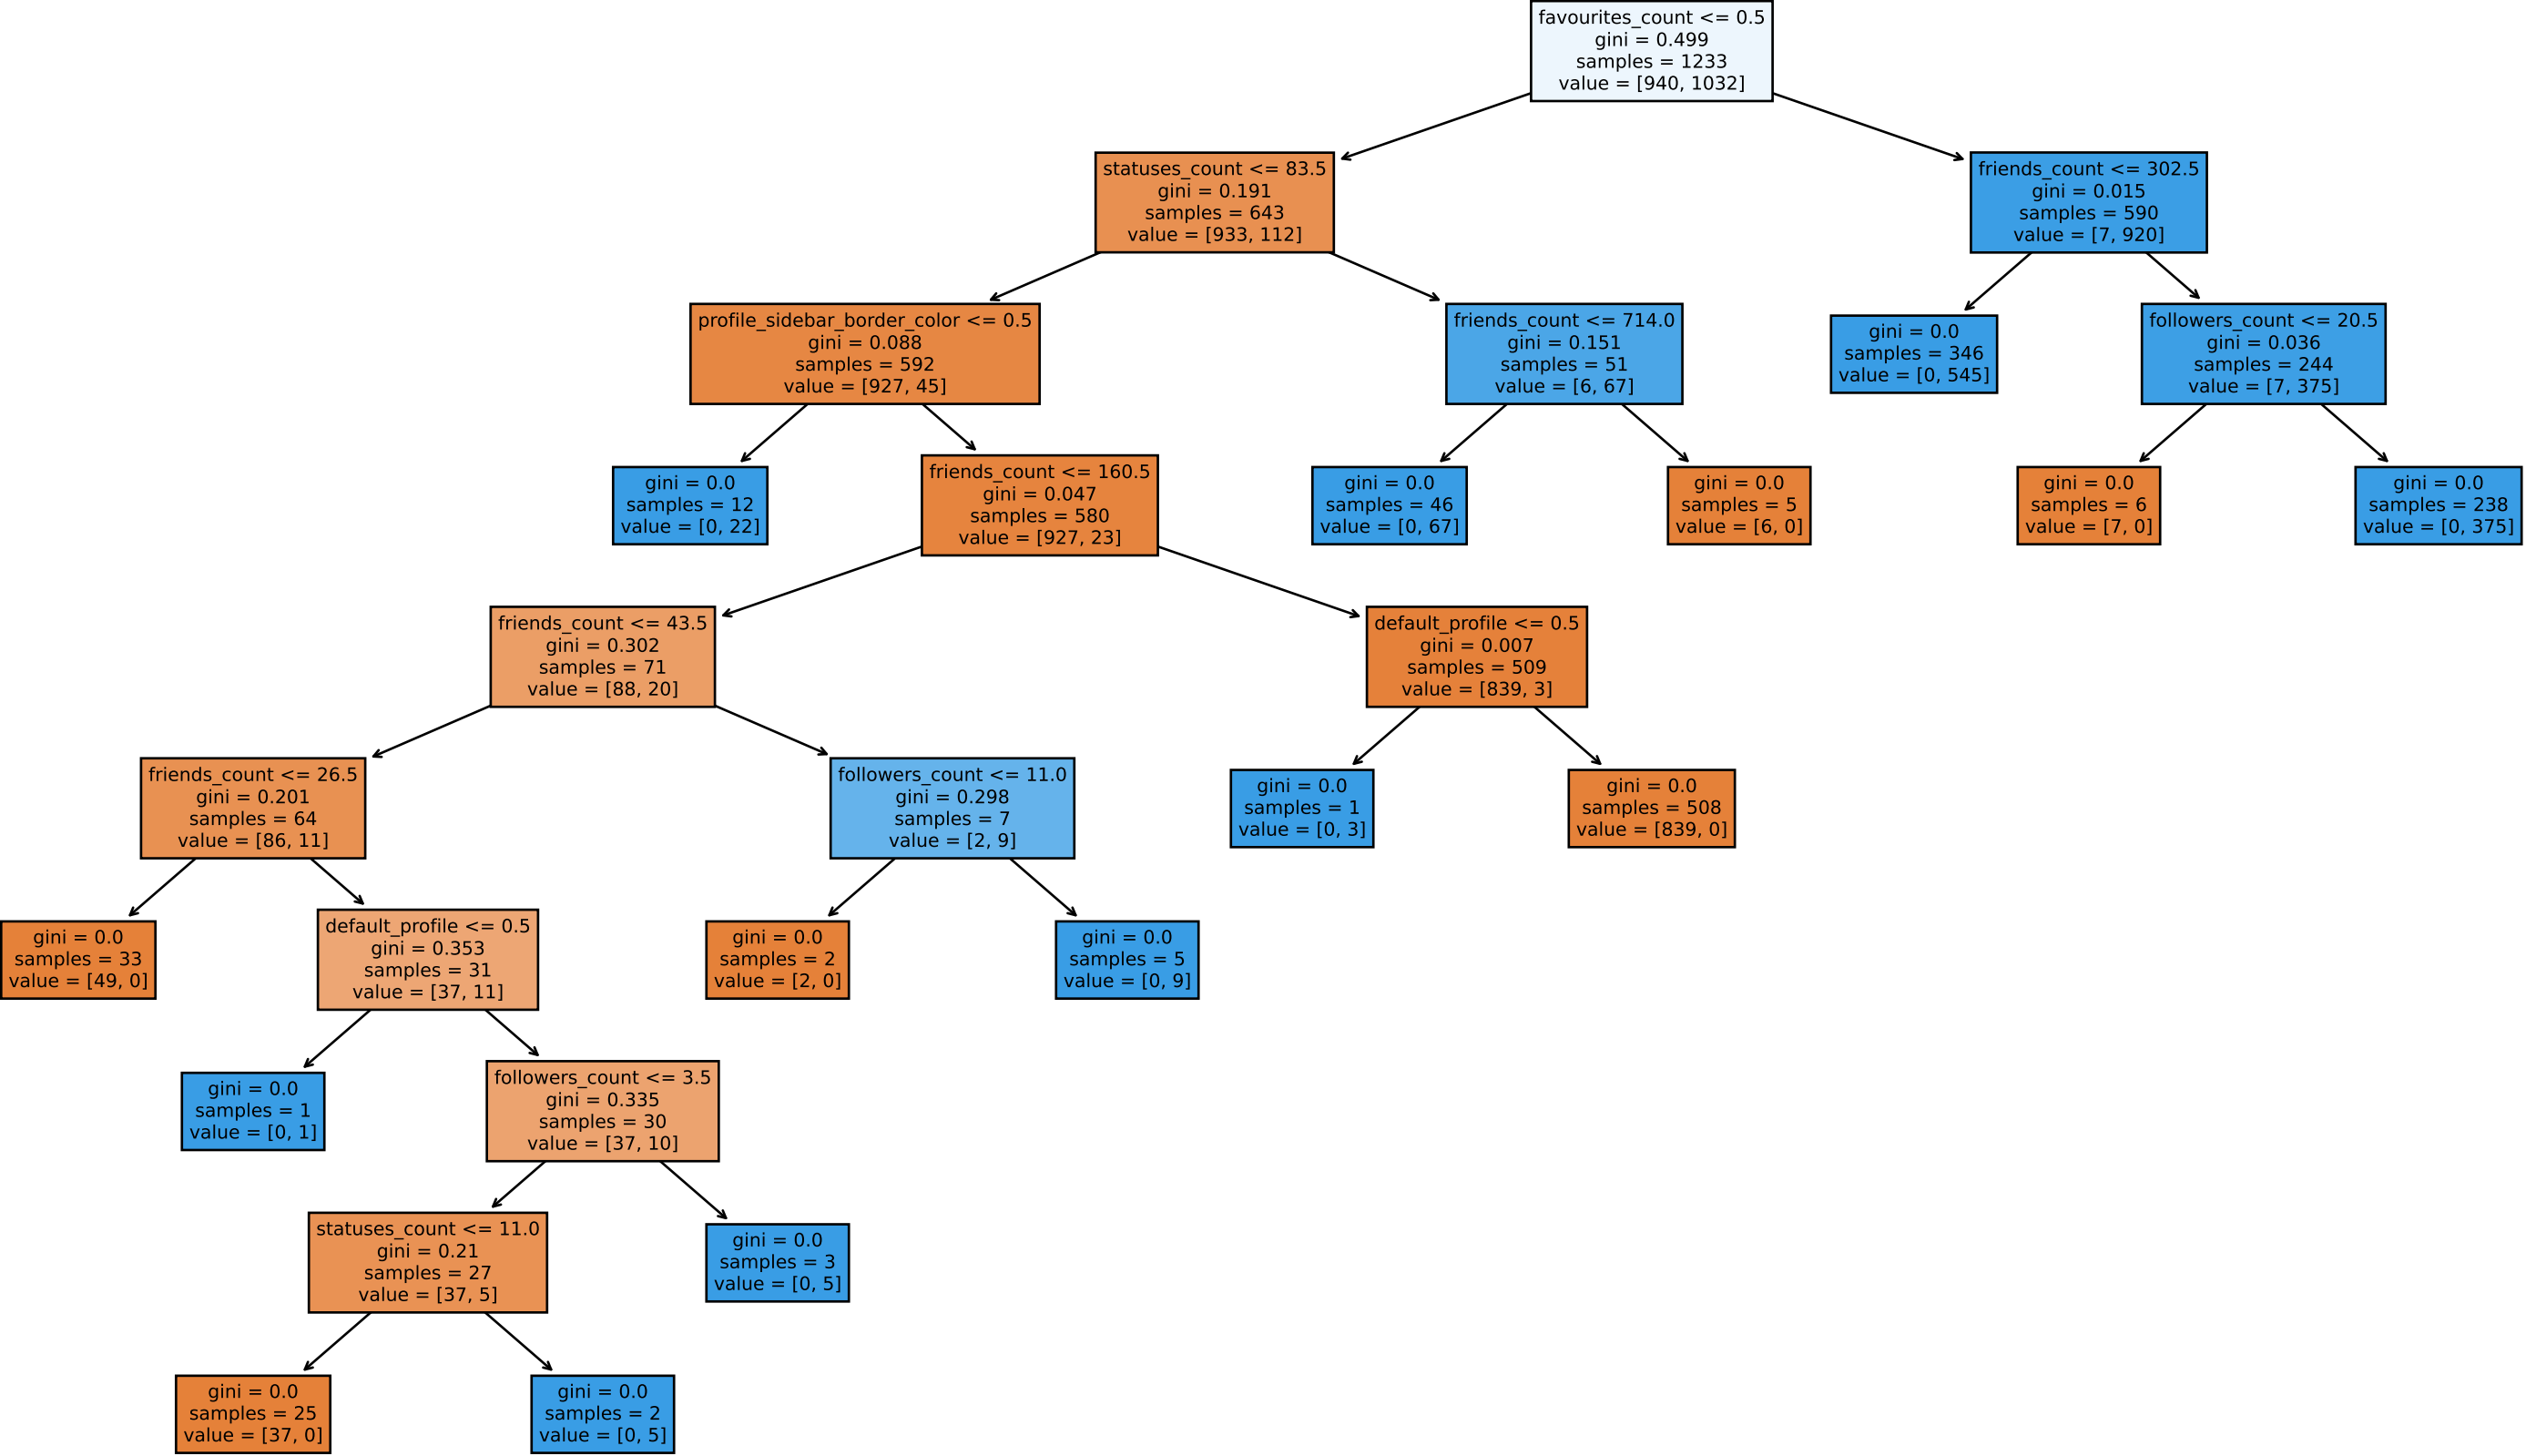 favourites_count <= 0.5
gini = 0.499
samples = 1233
value = [940, 1032]
statuses_count <= 83.5
gini = 0.191
samples = 643
value = [933, 112]
friends_count <= 302.5
gini = 0.015
samples = 590
value = [7, 920]
profile_sidebar_border_color <= 0.5
gini = 0.088
samples = 592
value = [927, 45]
friends_count <= 714.0
gini = 0.151
samples = 51
value = [6, 67]
gini = 0.0
samples = 346
value = [0, 545]
followers_count <= 20.5
gini = 0.036
samples = 244
value = [7, 375]
gini = 0.0
samples = 12
value = [0, 22]
friends_count <= 160.5
gini = 0.047
samples = 580
value = [927, 23]
gini = 0.0
samples = 46
value = [0, 67]
gini = 0.0
samples = 5
value = [6, 0]
gini = 0.0
samples = 6
value = [7, 0]
gini = 0.0
samples = 238
value = [0, 375]
friends_count <= 43.5
gini = 0.302
samples = 71
value = [88, 20]
default_profile <= 0.5
gini = 0.007
samples = 509
value = [839, 3]
friends_count <= 26.5
gini = 0.201
samples = 64
value = [86, 11]
followers_count <= 11.0
gini = 0.298
samples = 7
value = [2, 9]
gini = 0.0
samples = 1
value = [0, 3]
gini = 0.0
samples = 508
value = [839, 0]
gini = 0.0
samples = 33
value = [49, 0]
default_profile <= 0.5
gini = 0.353
samples = 31
value = [37, 11]
gini = 0.0
samples = 2
value = [2, 0]
gini = 0.0
samples = 5
value = [0, 9]
gini = 0.0
samples = 1
value = [0, 1]
followers_count <= 3.5
gini = 0.335
samples = 30
value = [37, 10]
statuses_count <= 11.0
gini = 0.21
samples = 27
value = [37, 5]
gini = 0.0
samples = 3
value = [0, 5]
gini = 0.0
samples = 25
value = [37, 0]
gini = 0.0
samples = 2
value = [0, 5]